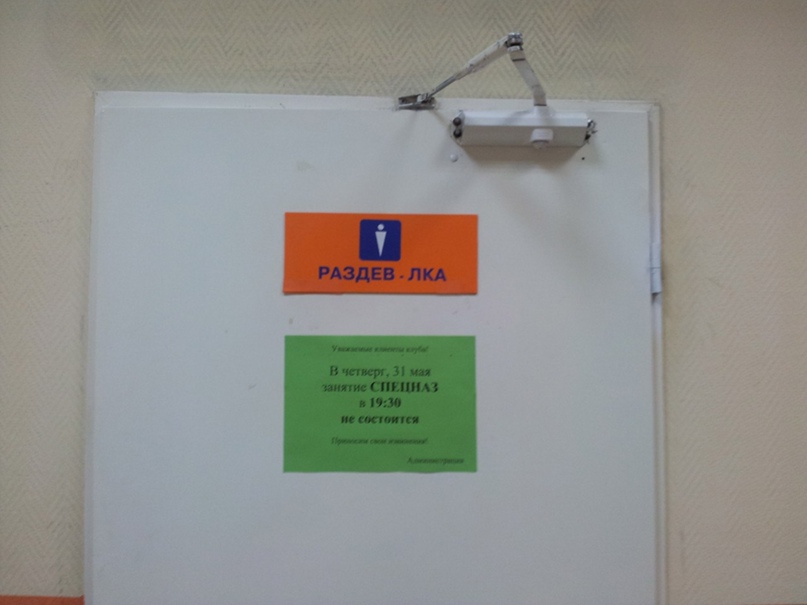 РАЗДЕВ - ЛКА
Уважаемые клиенты клуба!
В четверг, 31 мая
занятие СПЕЦНАЗ
в 19:30
не состоится
Приносим свои извинения!
Администрация